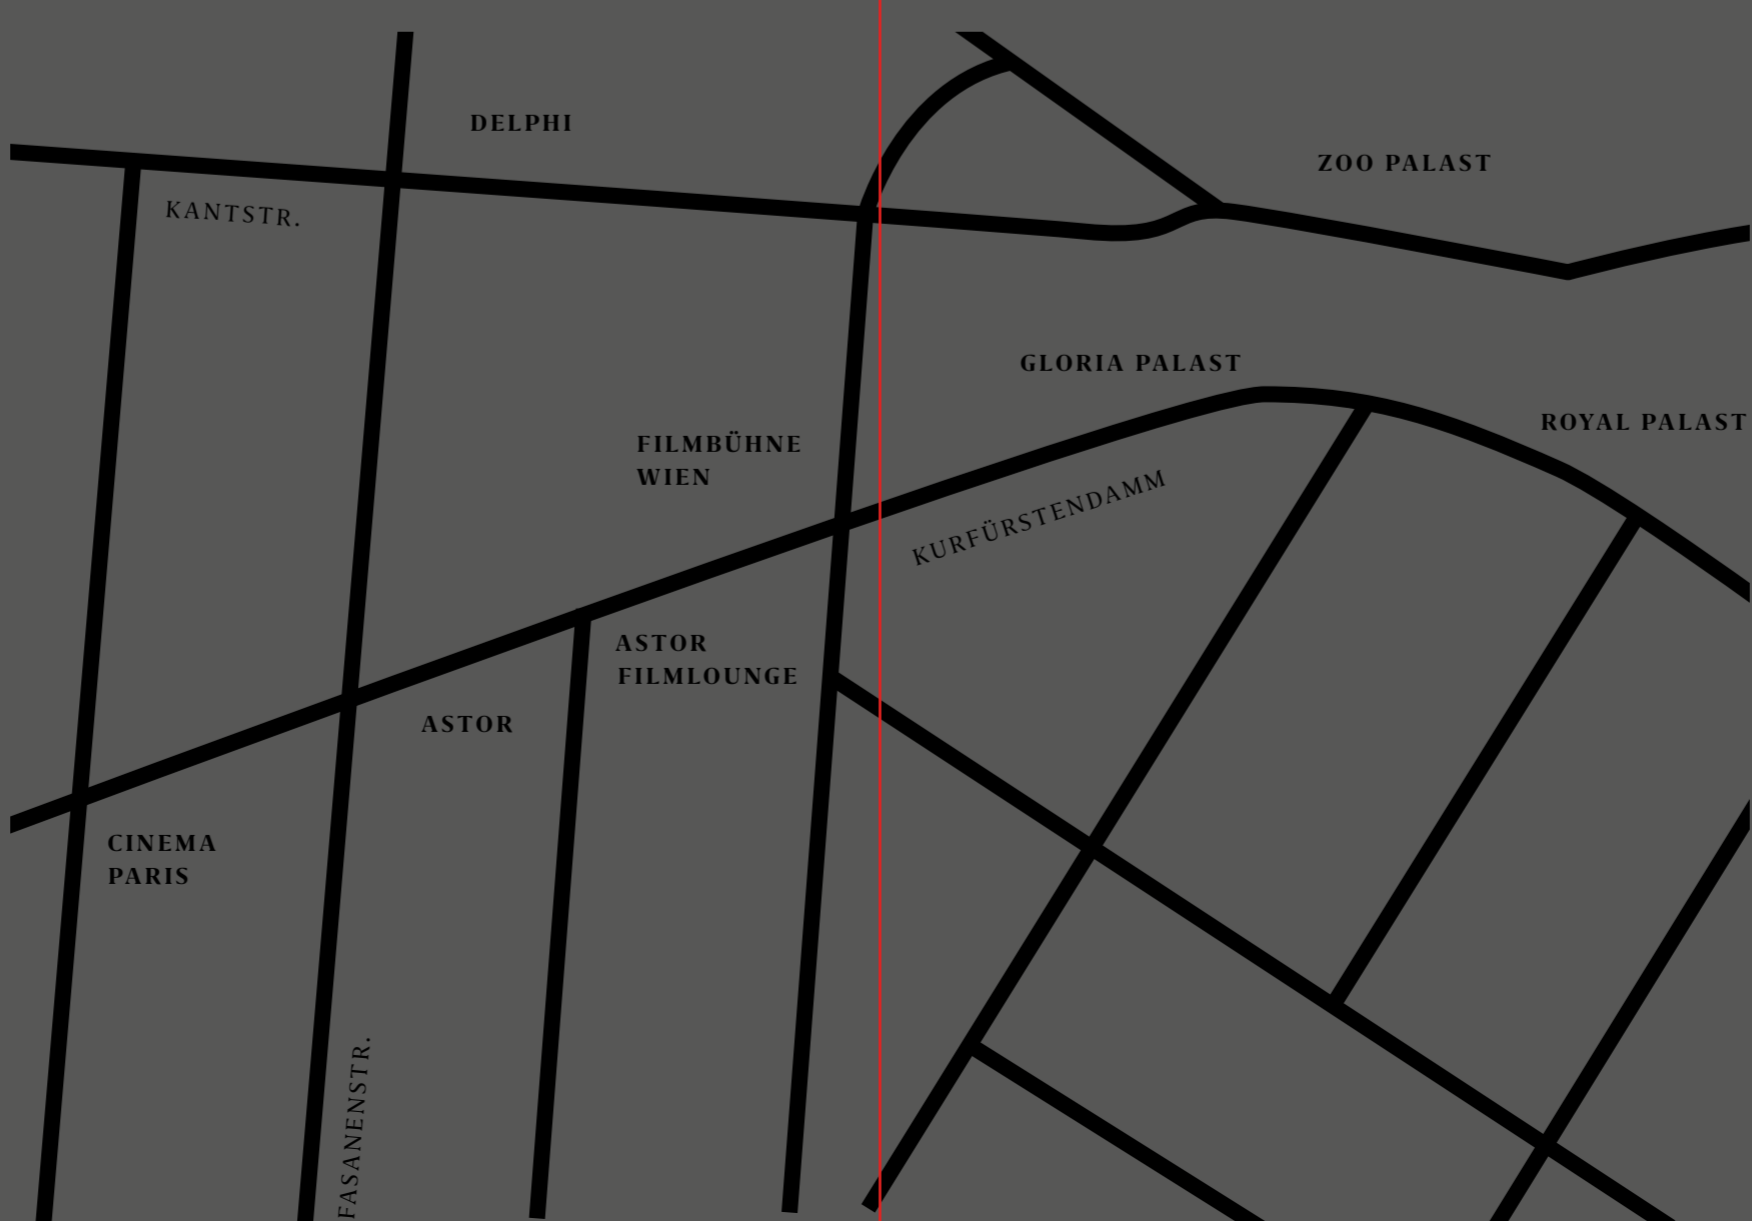 DELPHI
ZOO PALAST
KANTSTR.
GLORIA PALAST
ROYAL PALAST
FILMBÜHNE
WIEN
KURFÜRSTENDAMM
ASTOR
FILMLOUNGE
ASTOR
CINEMA
PARIS
FASANENSTR.